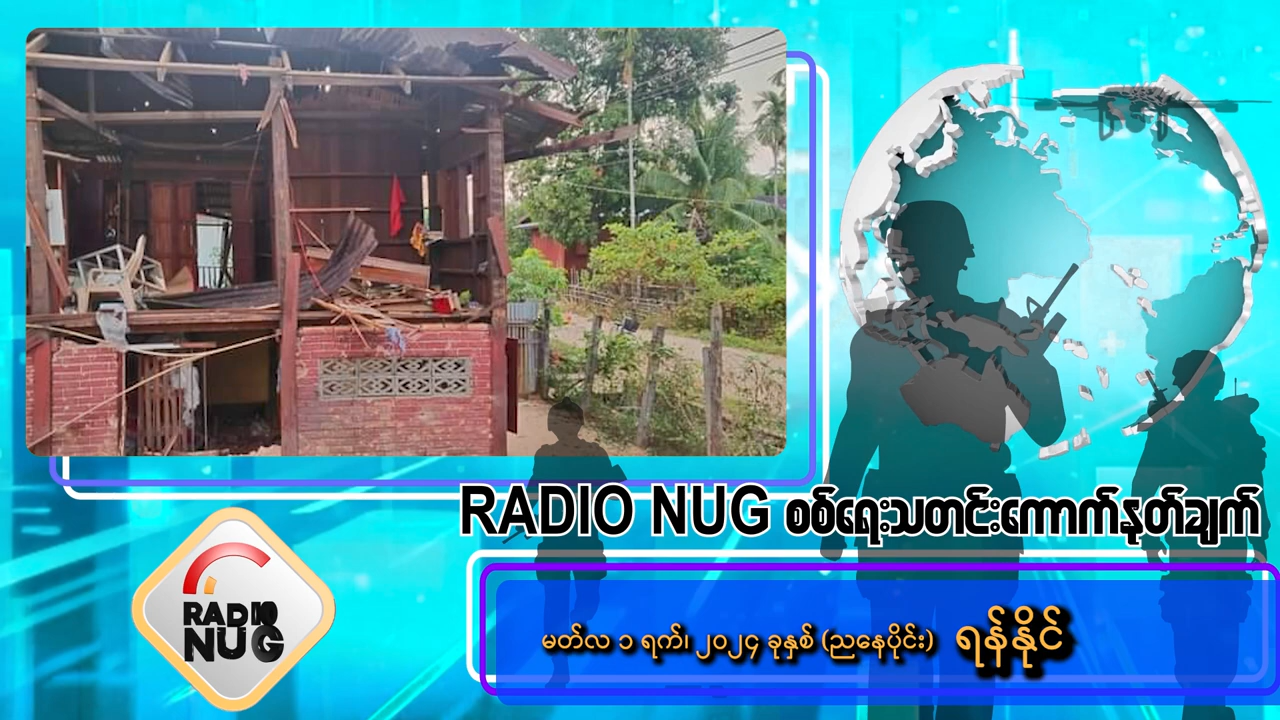 RADIO NUG စစ်ရေးသတင်းကောက်နုတ်ချက်
RADIO
NUG
မတ်လ ၁ ရက်၊ ၂၀၂၄ ခုနှစ် (ညနေပိုင်း) ရန်နိုင်